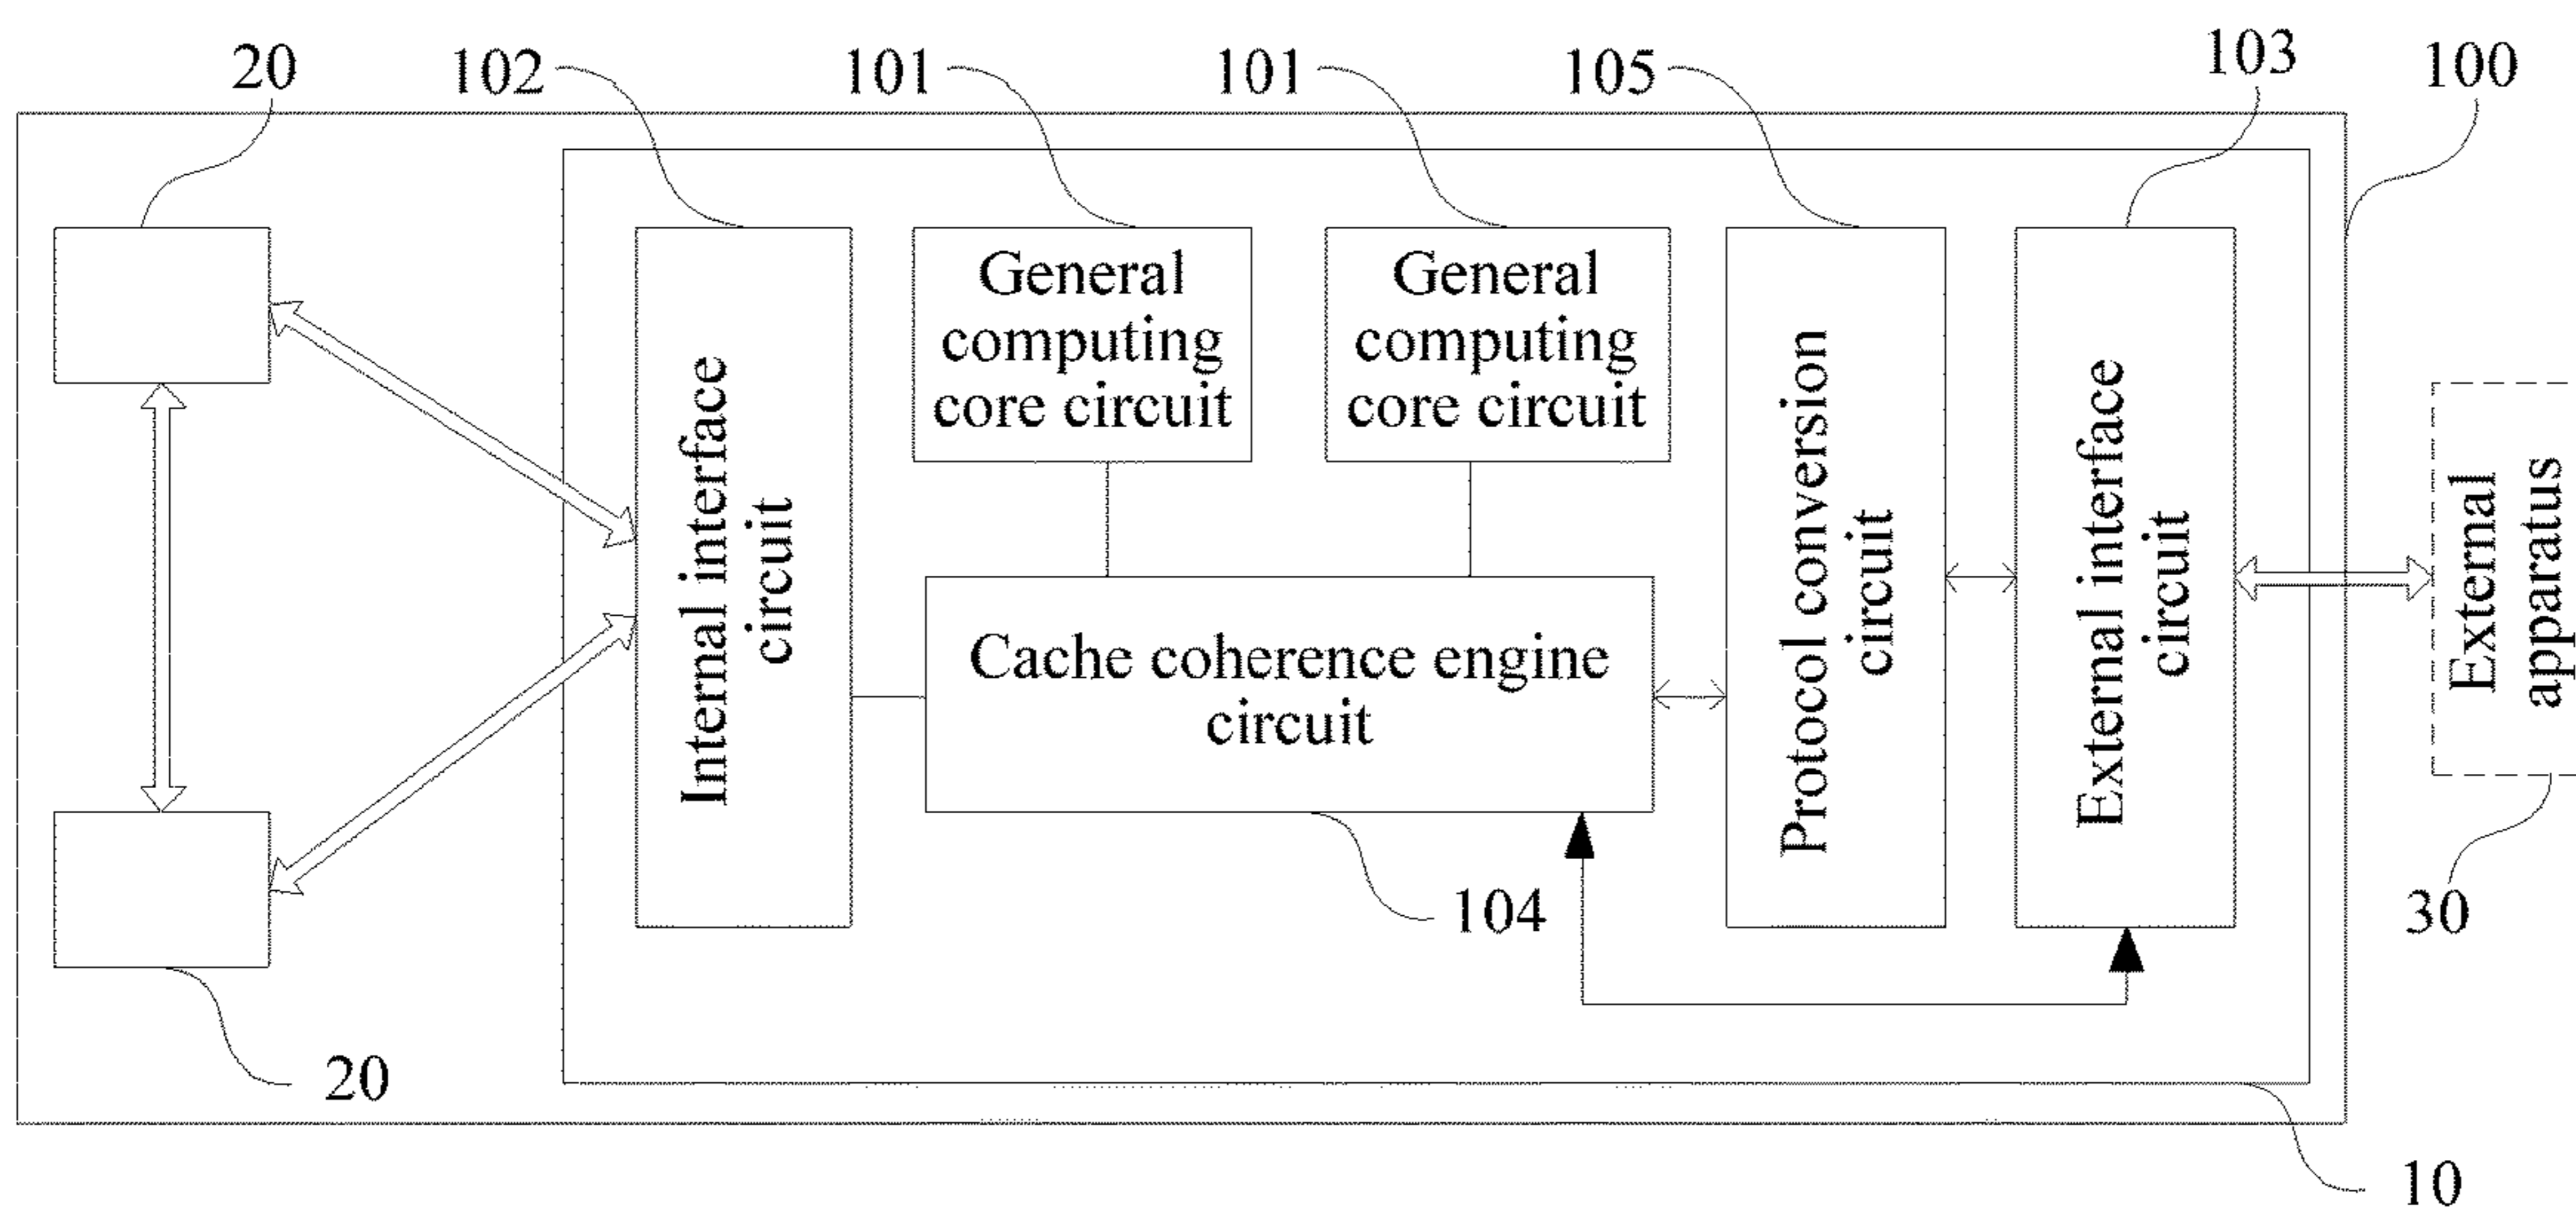 20
102
101
101
105
103
100
Internal interface
circuit
General
computing
core circuit
General
computing
core circuit
Protocol conversion
circuit
External interface
circuit
External
apparatus
Cache coherence engine
circuit
104
30
20
10